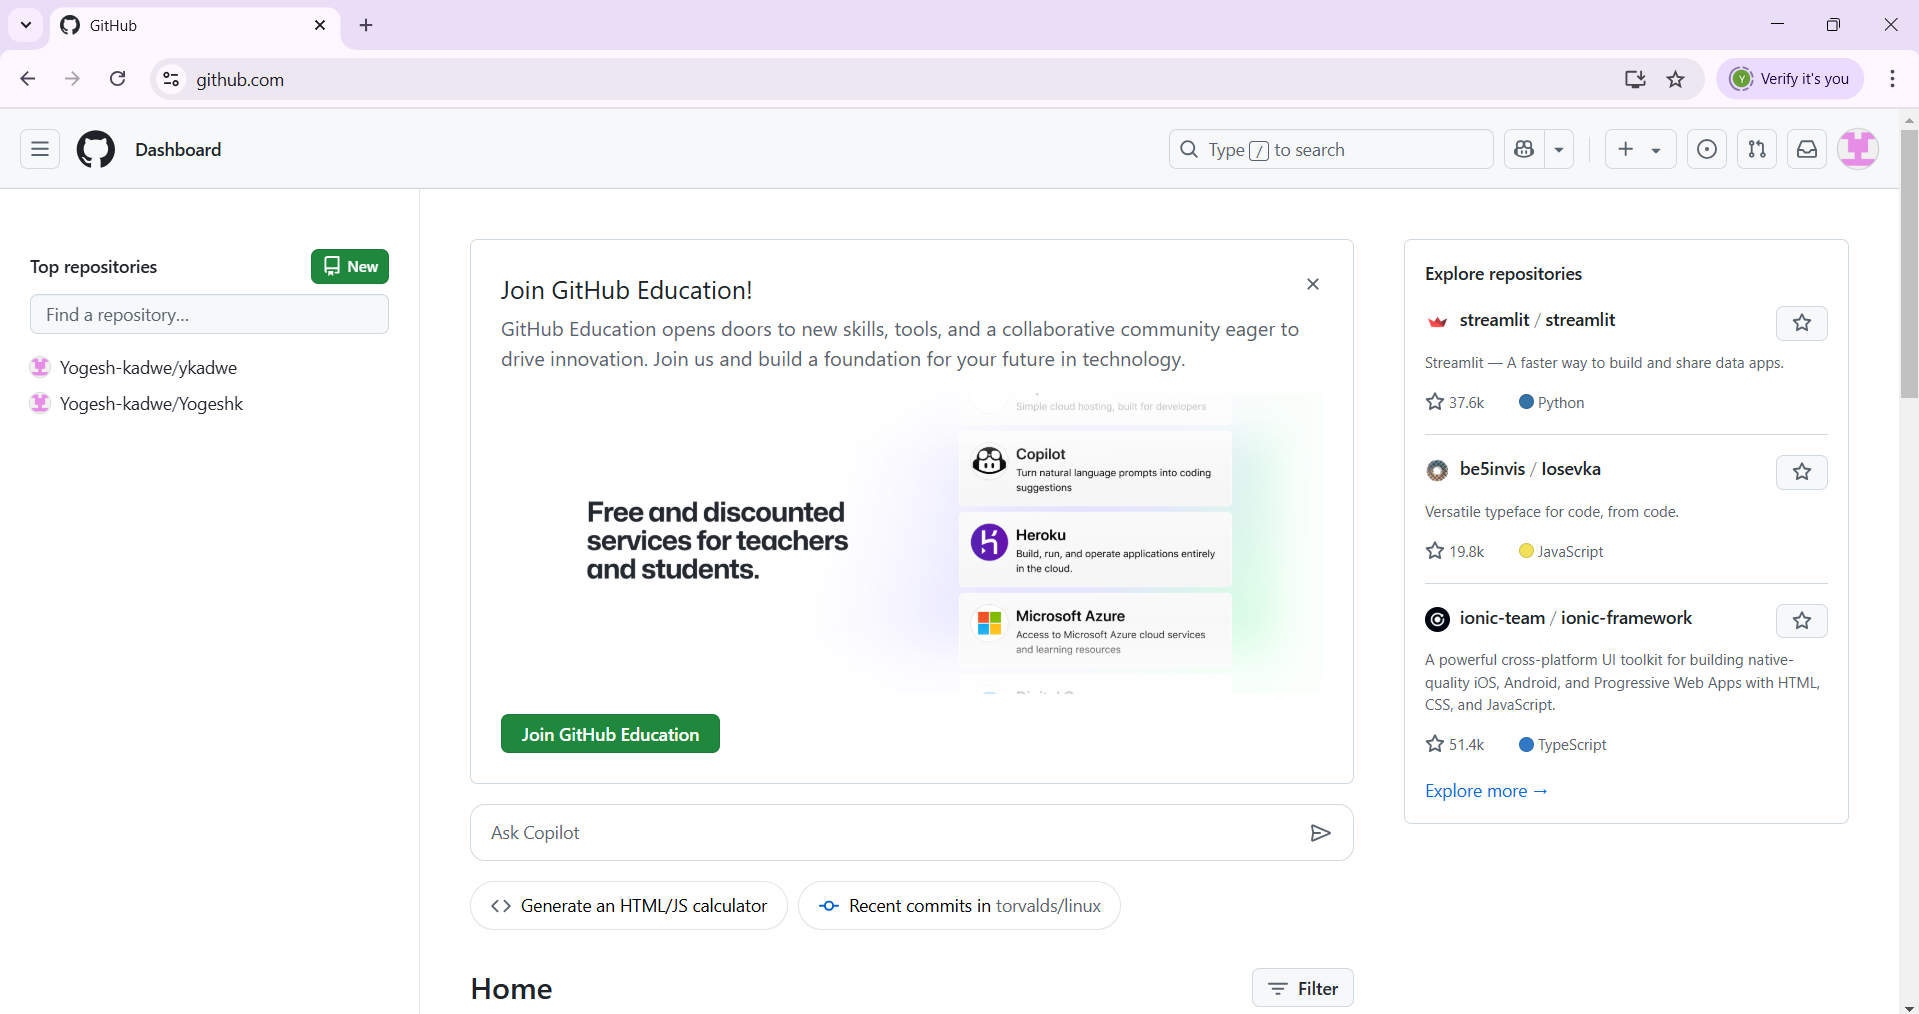 GitHub
github.com
Verify it's you
Dashboard
Type / to search
Top repositories
New
Find a repository...
Yogesh-kadwe/ykadwe
Yogesh-kadwe/Yogeshk
Join GitHub Education!
GitHub Education opens doors to new skills, tools, and a collaborative community eager to
drive innovation. Join us and build a foundation for your future in technology.
Free and discounted
services for teachers
and students.
Simple cloud hosting, built for developers
Copilot
Turn natural language prompts into coding
suggestions
Heroku
Build, run, and operate applications entirely
in the cloud.
Microsoft Azure
Access to Microsoft Azure cloud services
and learning resources
Join GitHub Education
Ask Copilot
Generate an HTML/JS calculator
Recent commits in torvalds/linux
Home
Filter
Explore repositories
streamlit / streamlit
Streamlit — A faster way to build and share data apps.
37.6k Python
be5invis / Iosevka
Versatile typeface for code, from code.
19.8k JavaScript
ionic-team / ionic-framework
A powerful cross-platform UI toolkit for building native-
quality iOS, Android, and Progressive Web Apps with HTML,
CSS, and JavaScript.
51.4k TypeScript
Explore more →